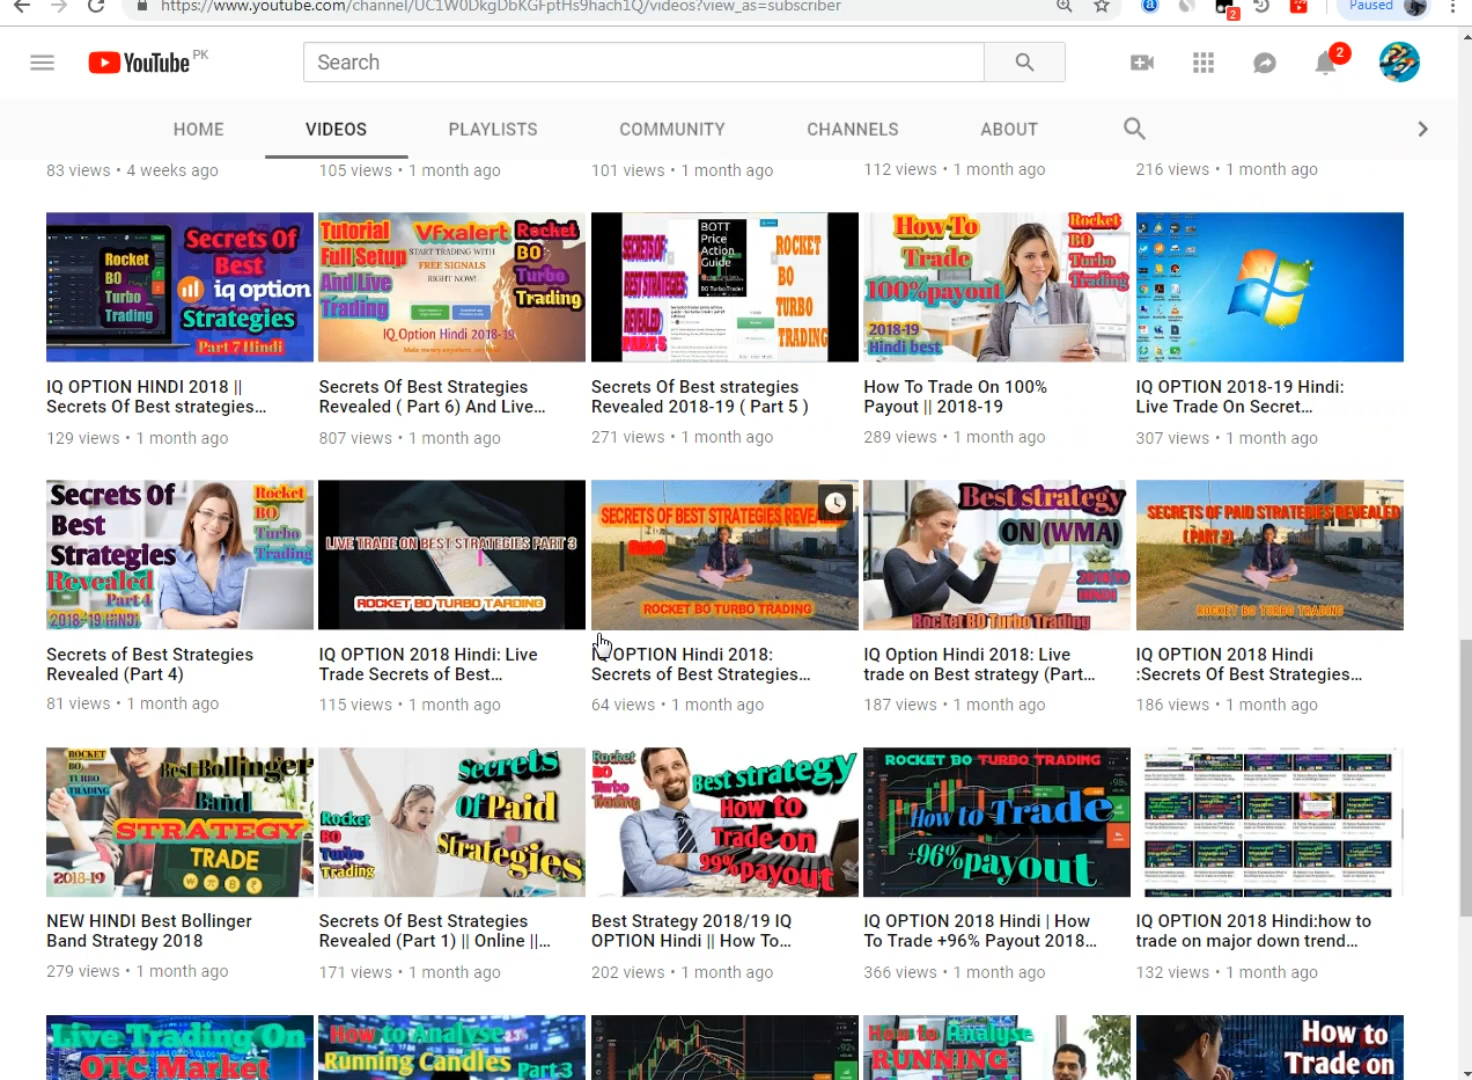 https://www.youtube.com/channel/UC1W0DkgDbKGFptHs9hach1Q/videos?view_as=subscriber
2
Paused
YouTube PK
Search
2
HOME
VIDEOS
PLAYLISTS
COMMUNITY
CHANNELS
ABOUT
83 views • 4 weeks ago
105 views • 1 month ago
101 views • 1 month ago
112 views • 1 month ago
216 views • 1 month ago
Rocket
BO
Turbo
Trading
Secrets Of
Best
iq option
Strategies
Part 7 Hindi
Tutorial
Full Setup
And Live
Trading
Vfxalert
START TRADING WITH
FREE SIGNALS
RIGHT NOW!
Rocket
BO
Turbo
Trading
IQ Option Hindi 2018-19
SECRETS OF
BEST STRATEGIES
REVEALED
PART 5
BOTT
Price
Action
Guide
ROCKET
BO
TURBO
TRADING
How To
Trade
100%payout
2018-19
Hindi best
Rocket
BO
Turbo
Trading
IQ OPTION HINDI 2018 ||
Secrets Of Best strategies...
129 views • 1 month ago
Secrets Of Best Strategies
Revealed ( Part 6) And Live...
807 views • 1 month ago
Secrets Of Best strategies
Revealed 2018-19 ( Part 5 )
271 views • 1 month ago
How To Trade On 100%
Payout || 2018-19
289 views • 1 month ago
IQ OPTION 2018-19 Hindi:
Live Trade On Secret...
307 views • 1 month ago
Secrets Of
Best
Strategies
Revealed
Part 4
2018-19 HINDI
Rocket
BO
Turbo
Trading
LIVE TRADE ON BEST STRATEGIES PART 3
ROCKET BO TURBO TARDING
SECRETS OF BEST STRATEGIES
ROCKET BO TURBO TRADING
Best strategy
ON (WMA)
2018/19
HINDI
Rocket BO Turbo Trading
SECRETS OF PAID STRATEGIES REVEALED
(PART 2)
ROCKET BO TURBO TRADING
Secrets of Best Strategies
Revealed (Part 4)
81 views • 1 month ago
IQ OPTION 2018 Hindi: Live
Trade Secrets of Best...
115 views • 1 month ago
IQ OPTION Hindi 2018:
Secrets of Best Strategies...
64 views • 1 month ago
IQ Option Hindi 2018: Live
trade on Best strategy (Part...
187 views • 1 month ago
IQ OPTION 2018 Hindi
:Secrets Of Best Strategies...
186 views • 1 month ago
ROCKET
BO
TURBO
TRADING
Best Bollinger
Band
STRATEGY
TRADE
2018-19
Secrets
Of Paid
Strategies
Rocket
BO
Turbo
Trading
Rocket
BO
Turbo
Trading
Best strategy
How to
Trade on
99%payout
ROCKET BO TURBO TRADING
How to Trade
+96%payout
NEW HINDI Best Bollinger
Band Strategy 2018
279 views • 1 month ago
Secrets Of Best Strategies
Revealed (Part 1) || Online ||...
171 views • 1 month ago
Best Strategy 2018/19 IQ
OPTION Hindi || How To...
202 views • 1 month ago
IQ OPTION 2018 Hindi | How
To Trade +96% Payout 2018...
366 views • 1 month ago
IQ OPTION 2018 Hindi:how to
trade on major down trend...
132 views • 1 month ago
Live Trading On
OTC Market
How to Analyse
Running Candles
Part 3
How to Analyse
RUNNING
How to
Trade on